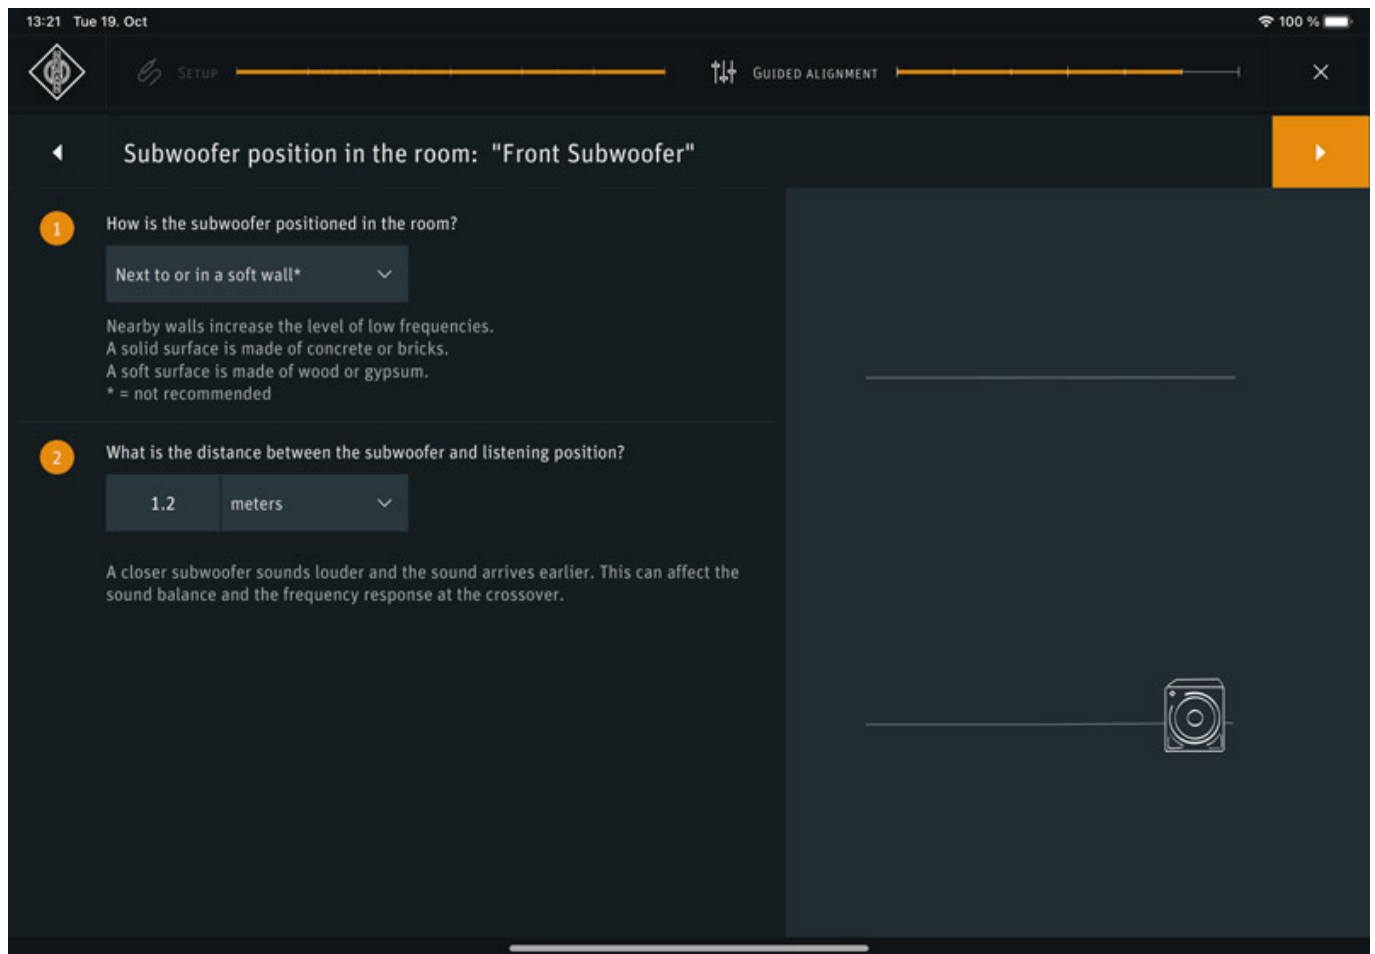 13:21 Tue 19. Oct
100 %
SETUP
GUIDED ALIGNMENT
Subwoofer position in the room: "Front Subwoofer"
1
How is the subwoofer positioned in the room?
Next to or in a soft wall*
Nearby walls increase the level of low frequencies.
A solid surface is made of concrete or bricks.
A soft surface is made of wood or gypsum.
* = not recommended
2
What is the distance between the subwoofer and listening position?
1.2 meters
A closer subwoofer sounds louder and the sound arrives earlier. This can affect the
sound balance and the frequency response at the crossover.